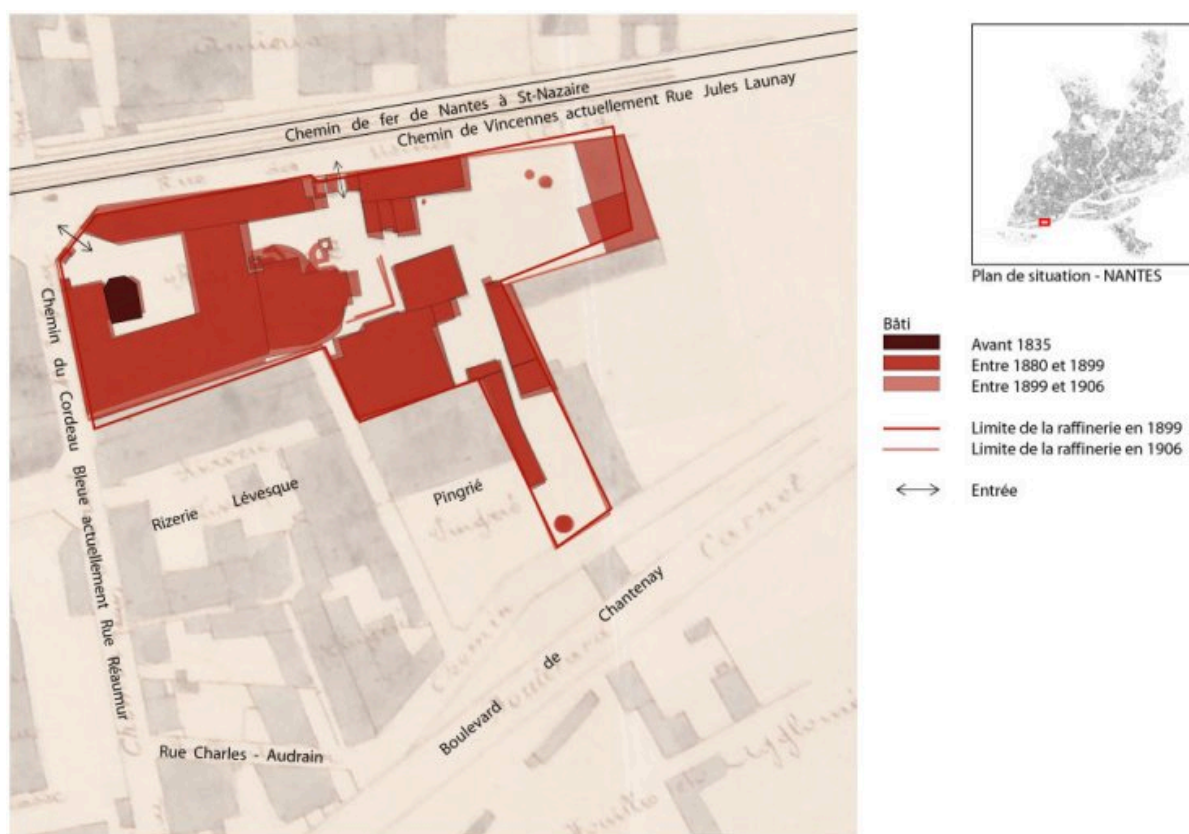 Chemin de fer de Nantes à St-Nazaire
Chemin de Vincennes actuellement Rue Jules Launay
Chemin du Cordeau Bleue actuellement Rue Réaumur
Rizerie Lévesque
Pingrié
Pingrié
Boulevard de Chantenay
Rue Charles - Audrain
Plan de situation - NANTES
Bâti
Avant 1835
Entre 1880 et 1899
Entre 1899 et 1906
Limite de la raffinerie en 1899
Limite de la raffinerie en 1906
Entrée